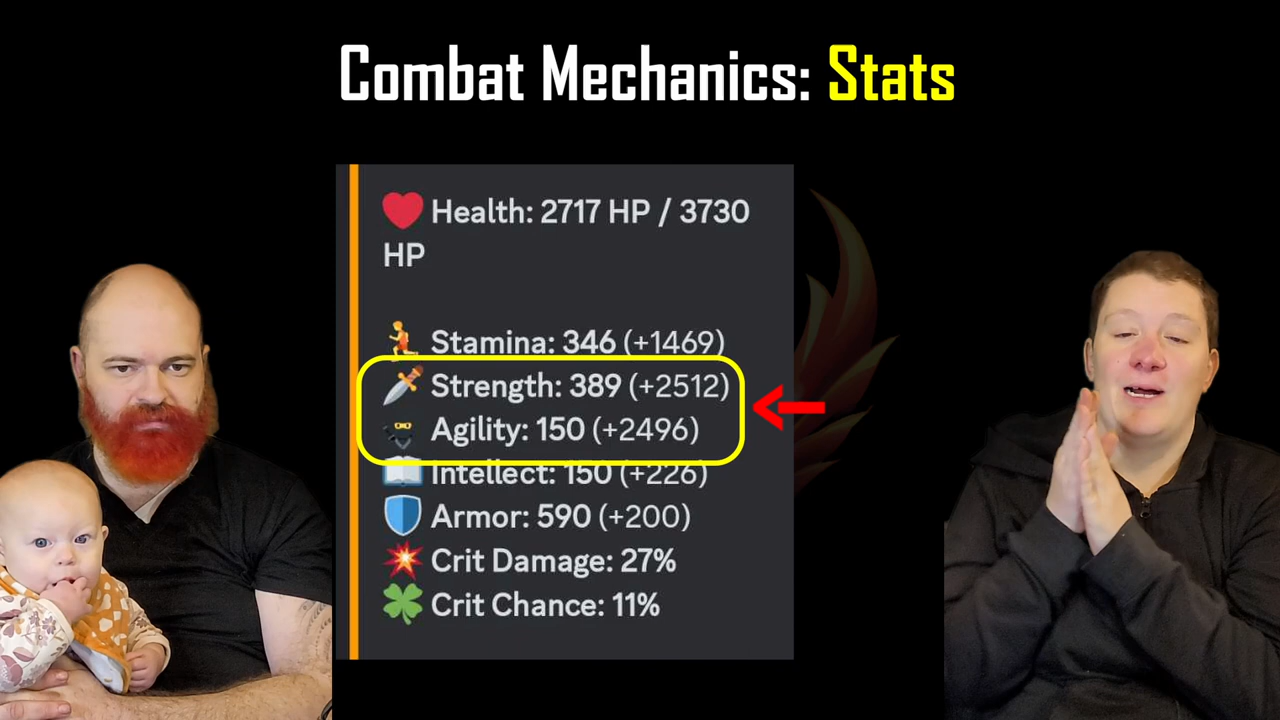 Combat Mechanics: Stats
Health: 2717 HP / 3730
HP
Stamina: 346 (+1469)
Strength: 389 (+2512)
Agility: 150 (+2496)
Intellect: 150 (+226)
Armor: 590 (+200)
Crit Damage: 27%
Crit Chance: 11%